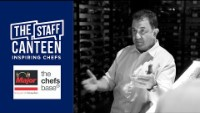 THE STAFF
CANTEEN
INSPIRING CHEFS
Major
the
chefs
base